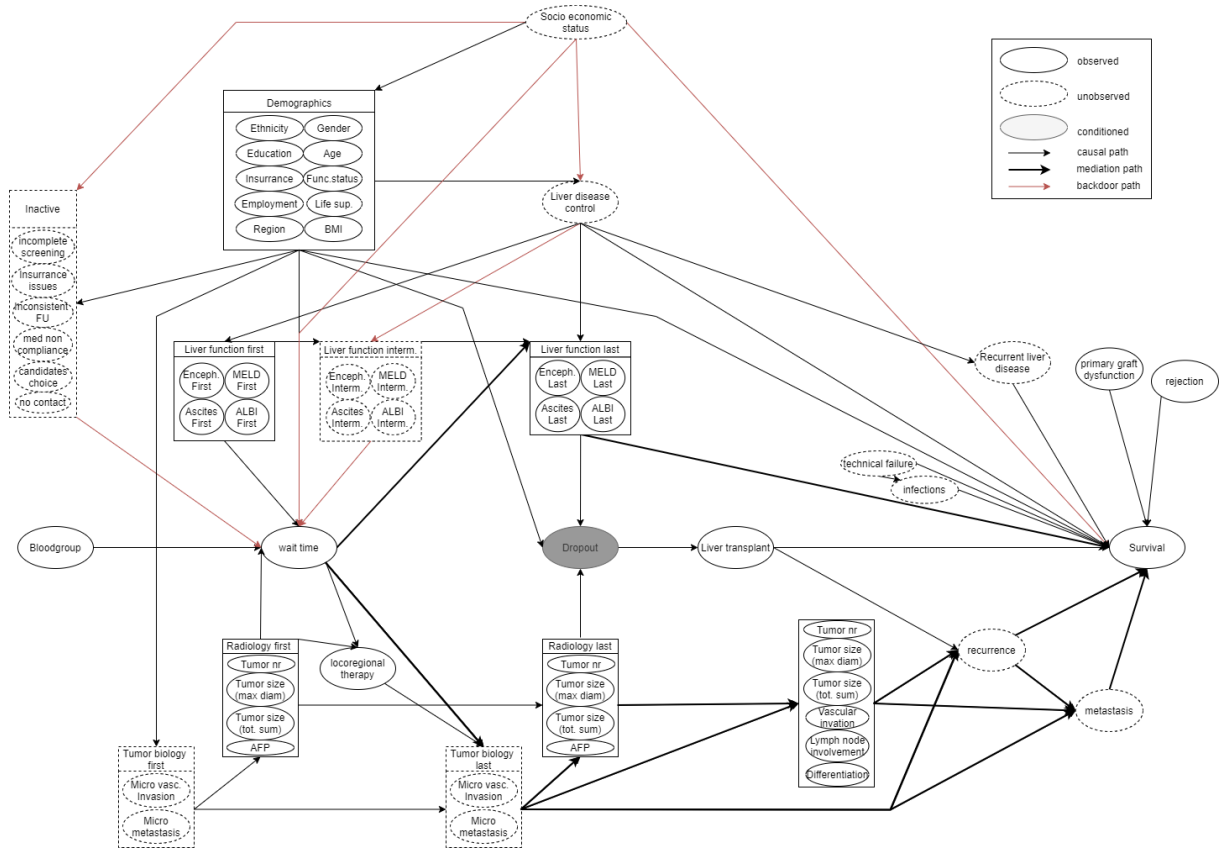 Socio economic
status
observed
unobserved
conditioned
causal path
mediation path
backdoor path
Demographics
Ethnicity
Gender
Education
Age
Insurrance
Func.status
Employment
Life sup.
Region
BMI
Liver disease
control
Inactive
incomplete
screening
Insurrance
issues
Inconsistent
FU
med non
compliance
candidates
choice
no contact
Liver function first
Enceph.
First
MELD
First
Ascites
First
ALBI
First
Liver function interm.
Enceph.
Interm.
MELD
Interm.
Ascites
Interm.
ALBI
Interm.
Liver function last
Enceph.
Last
MELD
Last
Ascites
Last
ALBI
Last
Recurrent liver
disease
primary graft
dysfunction
rejection
technical failure
infections
Bloodgroup
wait time
Dropout
Liver transplant
Survival
Radiology first
Tumor nr
Tumor size
(max diam)
Tumor size
(tot. sum)
AFP
locoregional
therapy
Radiology last
Tumor nr
Tumor size
(max diam)
Tumor size
(tot. sum)
AFP
Tumor nr
Tumor size
(max diam)
Tumor size
(tot. sum)
Vascular
invation
Lymph node
involvement
Differentiation
recurrence
metastasis
Tumor biology
first
Micro vasc.
Invasion
Micro
metastasis
Tumor biology
last
Micro vasc.
Invasion
Micro
metastasis